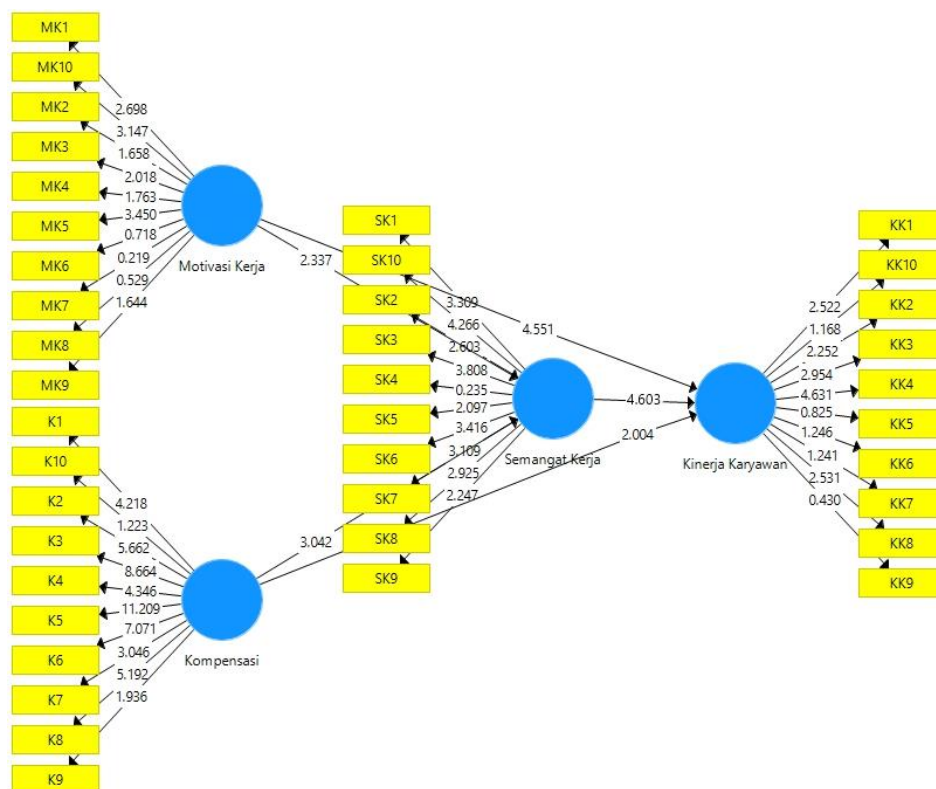 MK1
MK10
MK2
MK3
MK4
MK5
MK6
MK7
MK8
MK9
2.698
3.147
1.658
2.018
1.763
3.450
0.718
0.219
0.529
1.644
Motivasi Kerja
K1
K10
K2
K3
K4
K5
K6
K7
K8
K9
4.218
1.223
5.662
8.664
4.346
11.209
7.071
3.046
5.192
1.936
Kompensasi
2.337
3.042
SK1
SK10
SK2
SK3
SK4
SK5
SK6
SK7
SK8
SK9
3.309
4.266
2.603
3.808
0.235
2.097
3.416
3.109
2.925
2.247
Semangat Kerja
4.551
4.603
2.004
Kinerja Karyawan
2.522
1.168
2.252
2.954
4.631
0.825
1.246
1.241
2.531
0.430
KK1
KK10
KK2
KK3
KK4
KK5
KK6
KK7
KK8
KK9